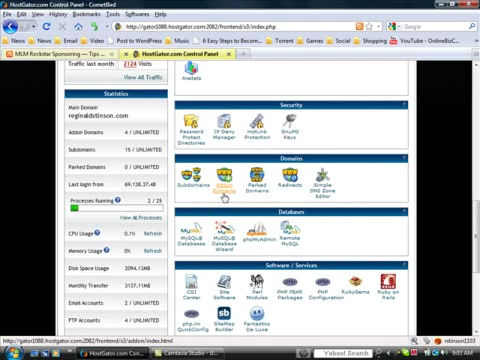 HostGator.com Control Panel - CometBird
File Edit View History Bookmarks Tools Softwares Help
http://gator1088.hostgator.com:2082/frontend/x3/index.php
Google
News Email Post to WordPress Music 6 Easy Steps to Become... Translate Tourism Social Shopping YouTube - OnlineBizC...
MLM Rockstar Sponsoring — Tips ... HostGator.com Control Panel
Traffic last month 2124 Visits
View All Traffic
Awstats
Statistics
Main Domain
reginaldstinson.com
Addon Domains 4 / UNLIMITED
Subdomains 15 / UNLIMITED
Parked Domains 0 / UNLIMITED
Last login from 69.138.37.48
Processes Running 2 / 25
View All Processes
CPU Usage 0.1% Refresh
Memory Usage 0% Refresh
Disk Space Usage 2094.13MB
Monthly Transfer 3137.11MB
Email Accounts 2 / UNLIMITED
FTP Accounts 2 / UNLIMITED
Security
Password Protect Directories
IP Deny Manager
HotLink Protection
GnuPG Keys
Domains
Subdomains
Addon Domains
Parked Domains
Redirects
Simple DNS Zone Editor
Databases
MySQL® Databases
MySQL® Database Wizard
phpMyAdmin
Remote MySQL
Software / Services
CGI Center
Site Software
Perl Modules
PHP PEAR Packages
PHP Configuration
RubyGems
Ruby on Rails
php.ini QuickConfig
SiteMap Builder
Fantastico De Luxe
http://gator1088.hostgator.com:2082/frontend/x3/addon/index.html
rstinson1103
start HostGator.com Con... Camtasia Studio - U... Yahoo! Search 9:03 AM